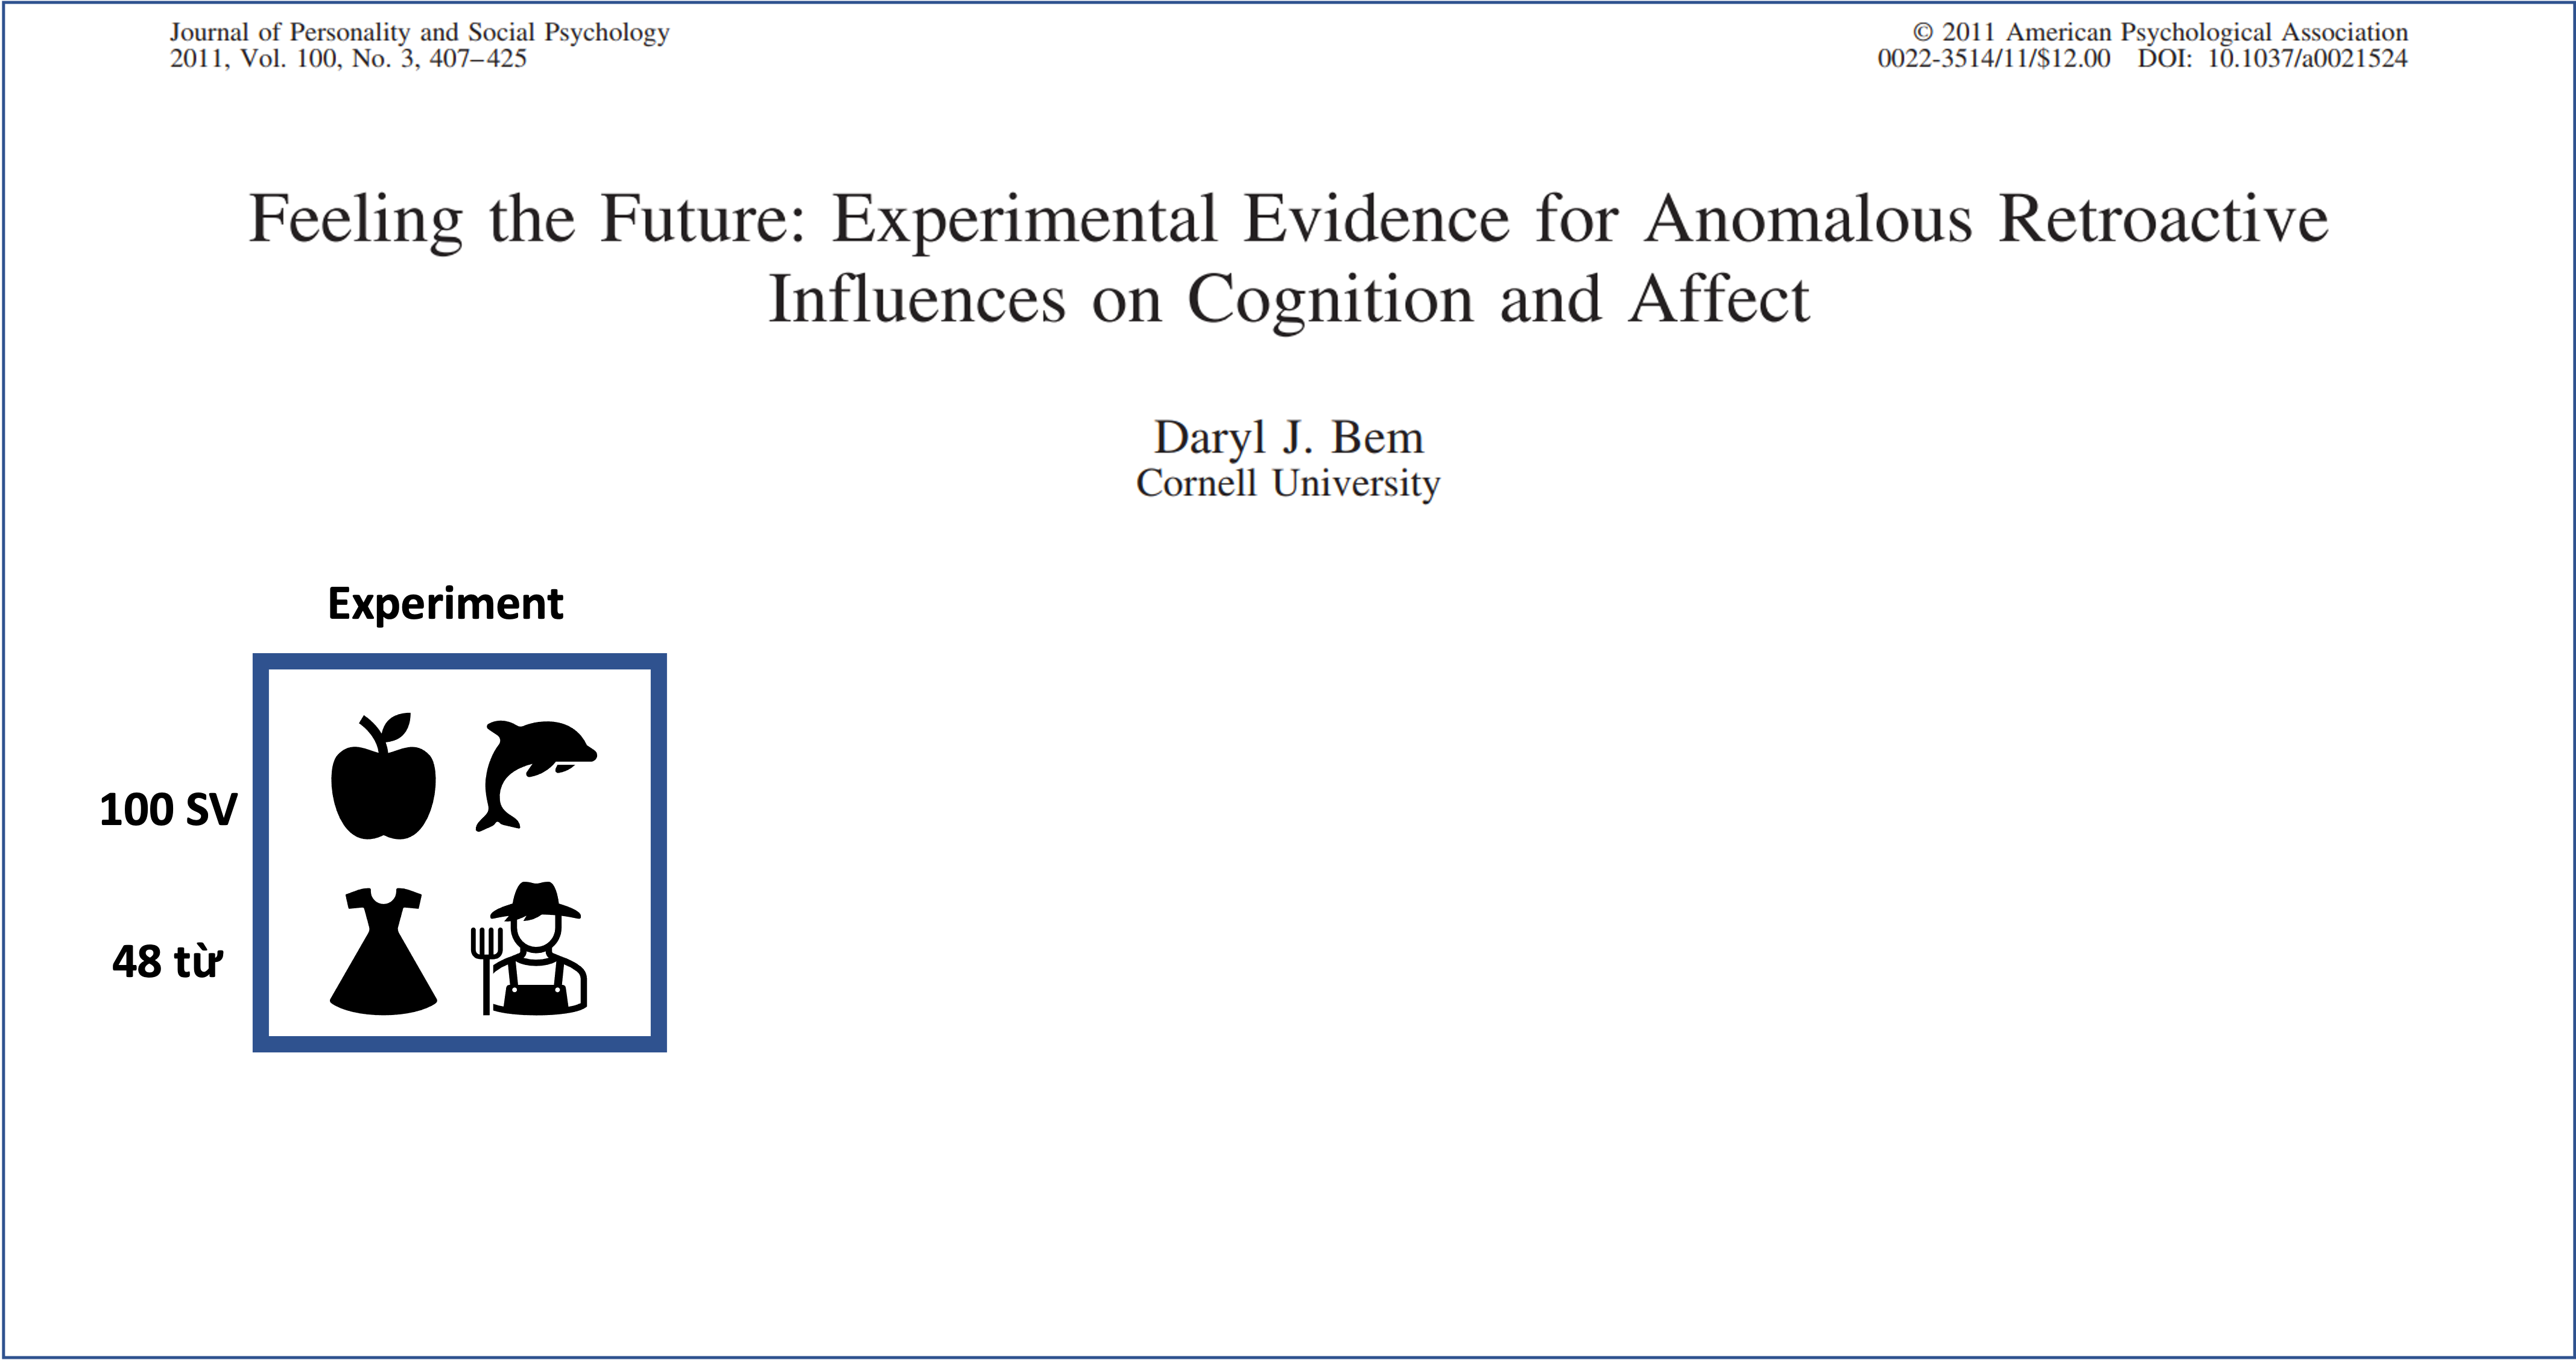 Journal of Personality and Social Psychology
2011, Vol. 100, No. 3, 407–425
© 2011 American Psychological Association
0022-3514/11/$12.00 DOI: 10.1037/a0021524
Feeling the Future: Experimental Evidence for Anomalous Retroactive
Influences on Cognition and Affect
Daryl J. Bem
Cornell University
Experiment
100 SV
48 từ